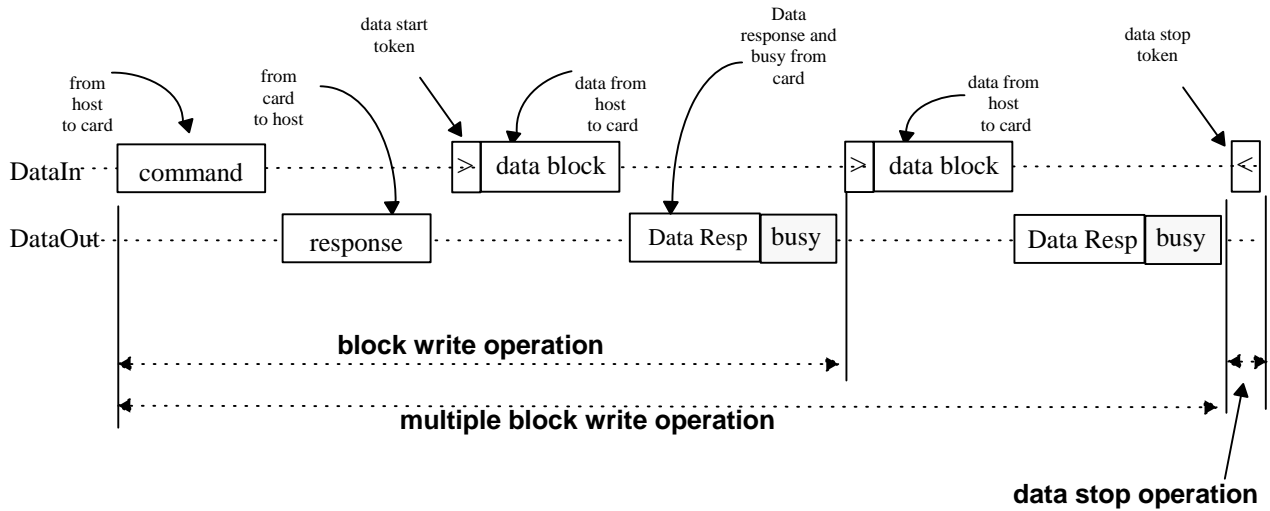 from
host
to card
from
card
to host
data start
token
data from
host
to card
Data
response and
busy from
card
data from
host
to card
data stop
token
DataIn
command
>
data block
>
data block
<
DataOut
response
Data Resp
busy
Data Resp
busy
block write operation
multiple block write operation
data stop operation